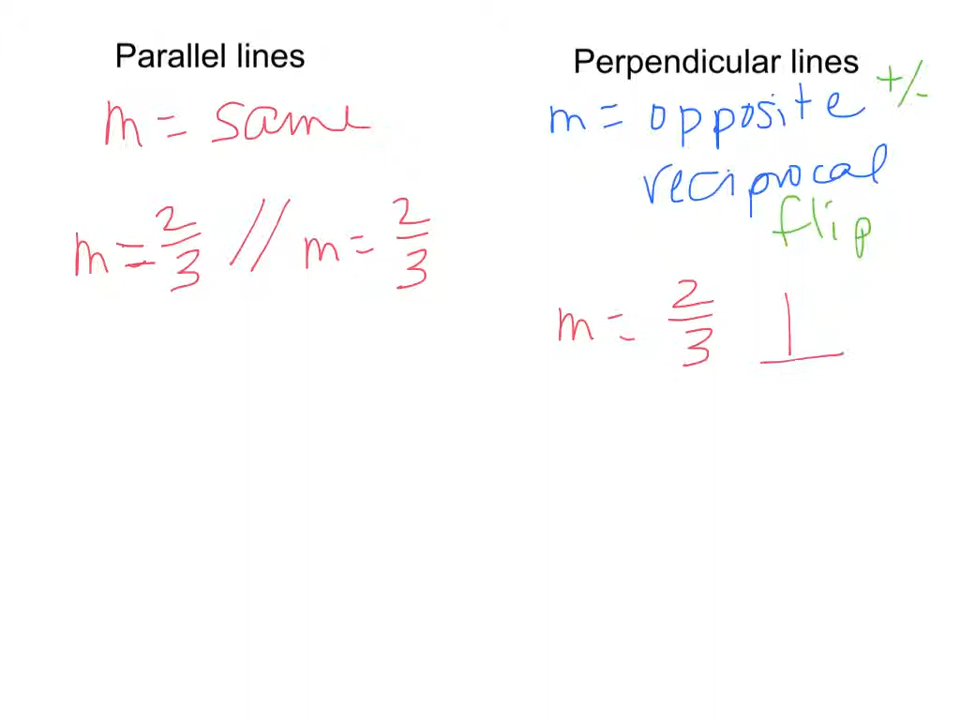 Parallel lines
m = same
m = 2/3 // m = 2/3
Perpendicular lines
m = opposite +/-
reciprocal
flip
m = 2/3 ⊥